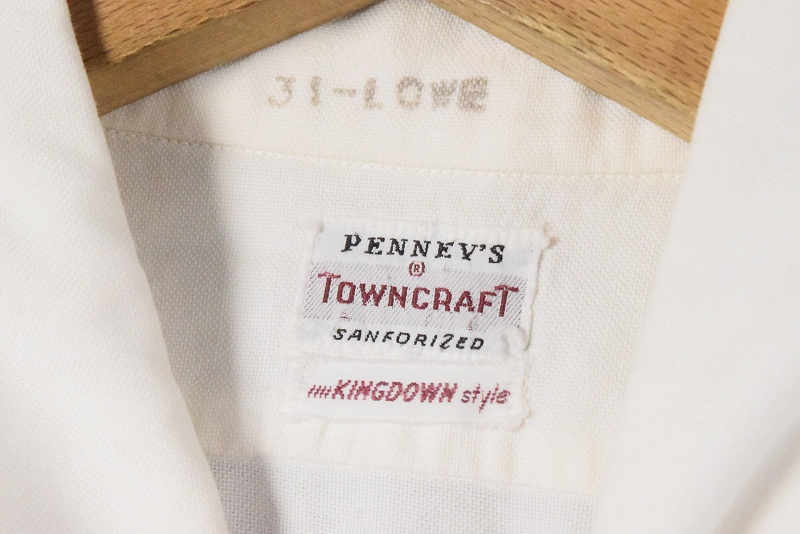 31-LOWE
PENNEY'S
®
TOWNCRAFT
SANFORIZED
KINGDOWN style